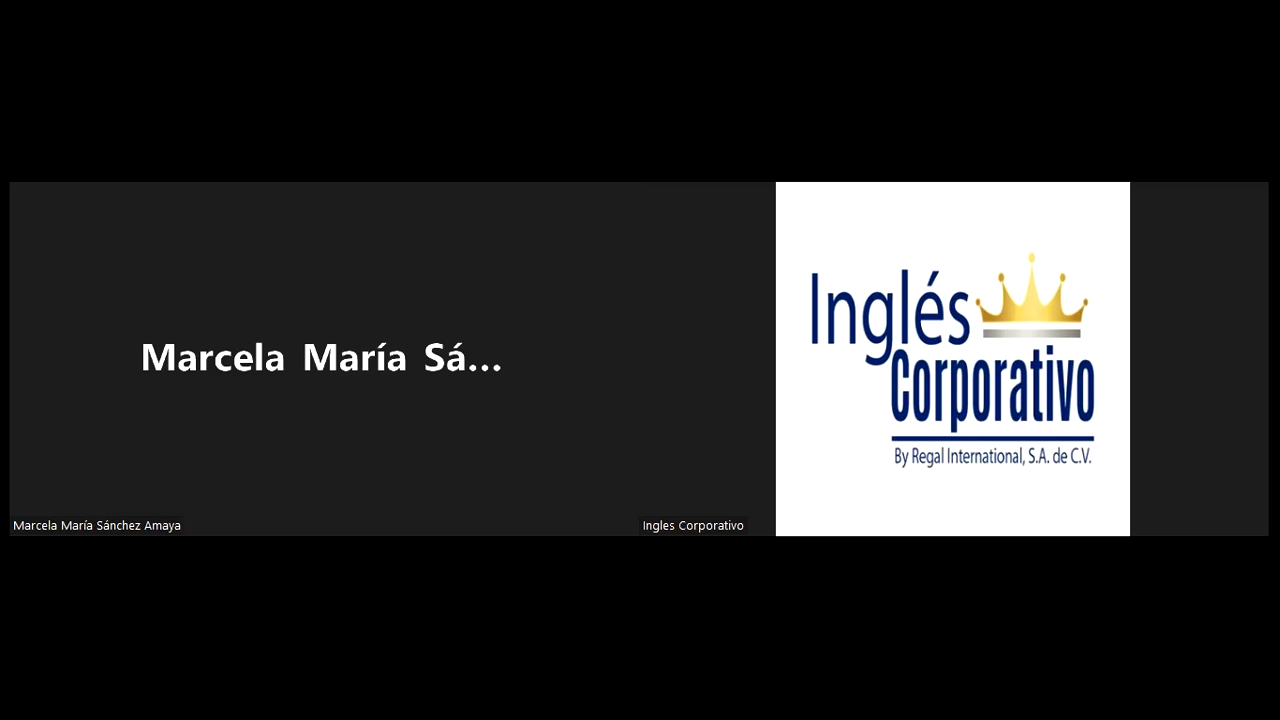 Marcela María Sá...
Marcela María Sánchez Amaya
Inglés
Corporativo
By Regal International, S.A. de C.V.
Ingles Corporativo